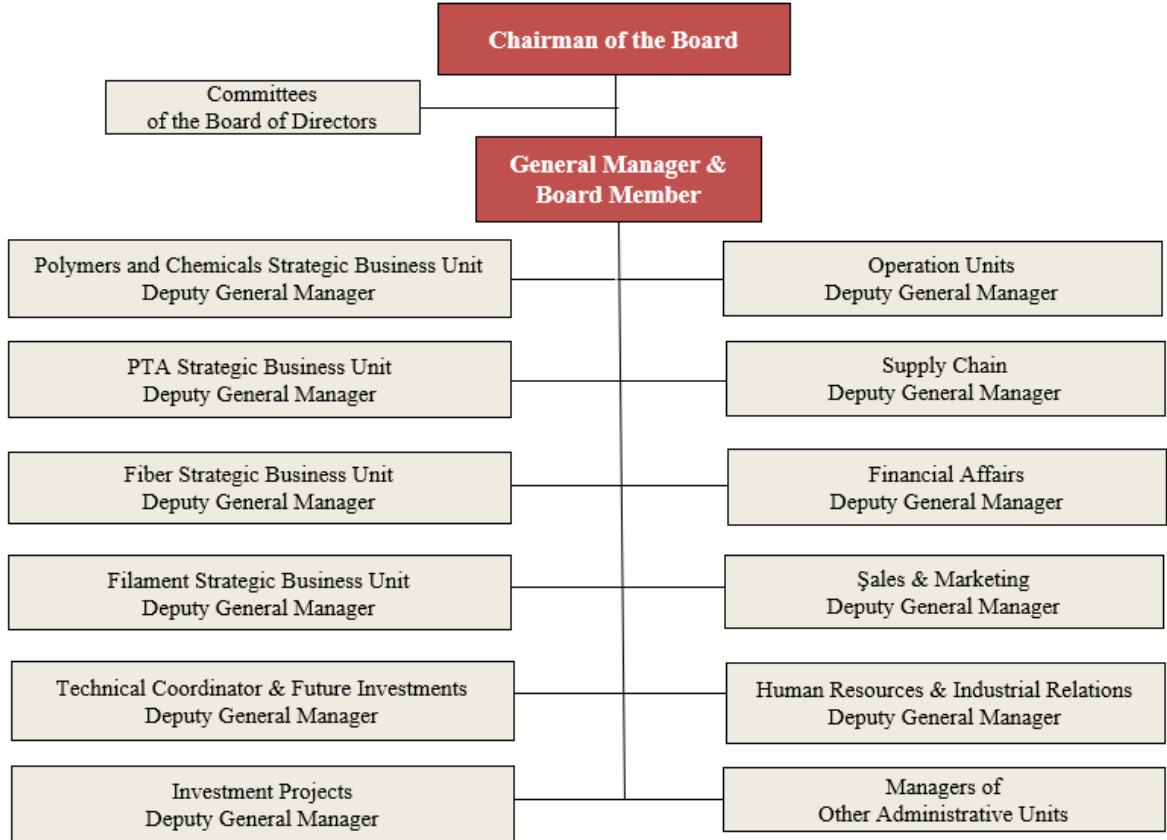 Chairman of the Board
Committees
of the Board of Directors
General Manager &
Board Member
Polymers and Chemicals Strategic Business Unit
Deputy General Manager
Operation Units
Deputy General Manager
PTA Strategic Business Unit
Deputy General Manager
Supply Chain
Deputy General Manager
Fiber Strategic Business Unit
Deputy General Manager
Financial Affairs
Deputy General Manager
Filament Strategic Business Unit
Deputy General Manager
Şales & Marketing
Deputy General Manager
Technical Coordinator & Future Investments
Deputy General Manager
Human Resources & Industrial Relations
Deputy General Manager
Investment Projects
Deputy General Manager
Managers of
Other Administrative Units